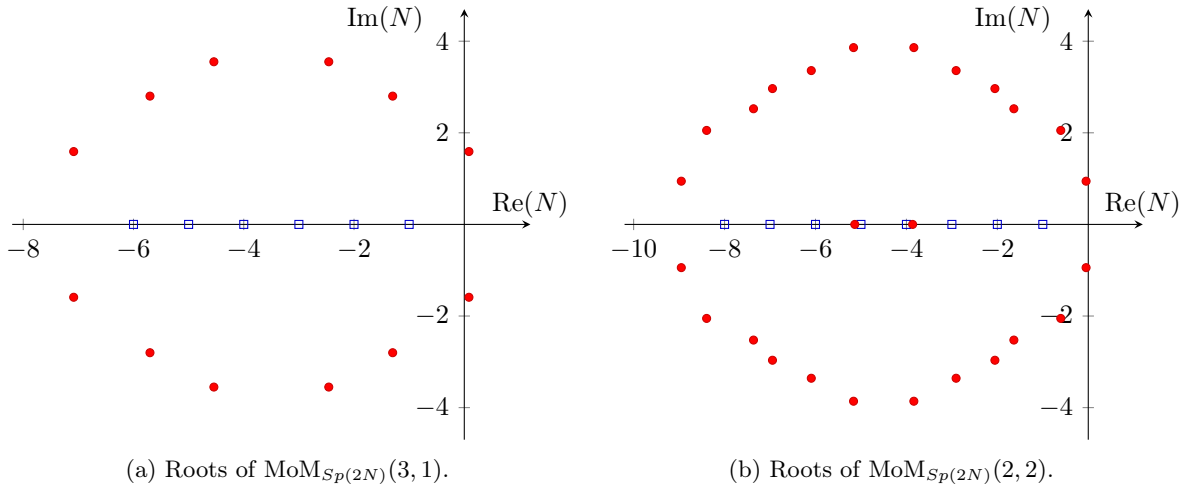 Im(N)
4
2
Re(N)
−8 −6 −4 −2
−2
−4
(a) Roots of MoM_{Sp(2N)}(3, 1).
Im(N)
4
2
Re(N)
−10 −8 −6 −4 −2
−2
−4
(b) Roots of MoM_{Sp(2N)}(2, 2).